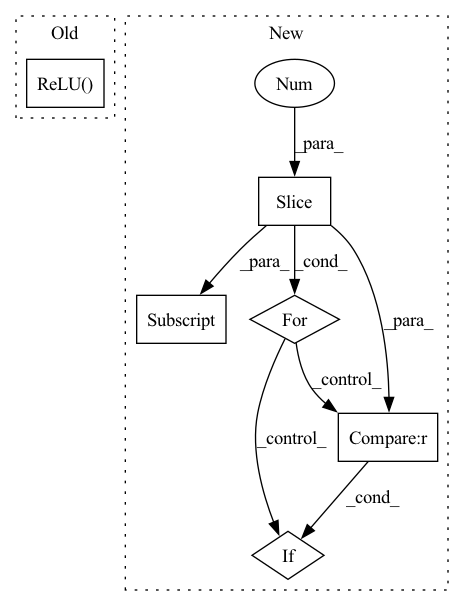 Old
New
ReLU()
Num
_para_
Slice
_para_
_cond_
_para_
Subscript
For
_control_
_control_
Compare:r
_cond_
If